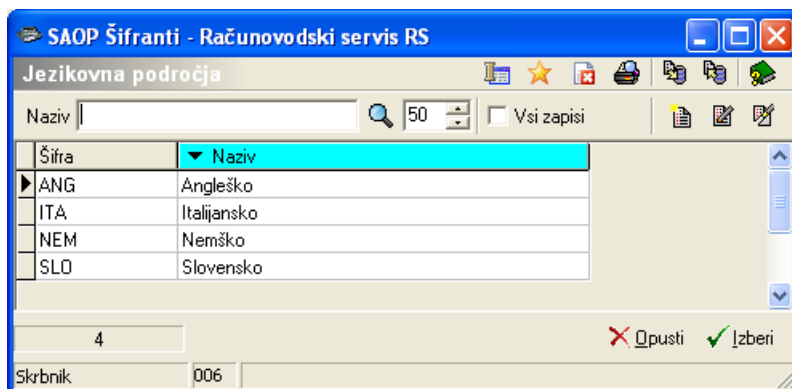 SAOP Šifranti - Računovodski servis RS
Jezikovna področja
Naziv 50 Vsi zapisi
Šifra Naziv
ANG Angleško
ITA Italijansko
NEM Nemško
SLO Slovensko
4 Opusti Izberi
Skrbnik 006